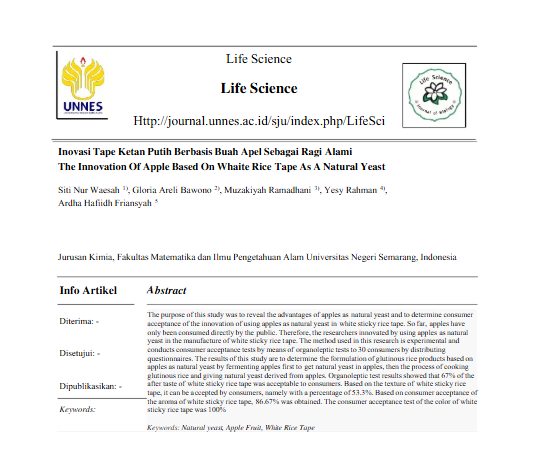 UNNES
Life Science
Life Science
Http://journal.unnes.ac.id/sju/index.php/LifeSci
Life Science
Inovasi Tape Ketan Putih Berbasis Buah Apel Sebagai Ragi Alami
The Innovation Of Apple Based On Whaite Rice Tape As A Natural Yeast
Siti Nur Waesah 1), Gloria Areli Bawono 2), Muzakiyah Ramadhani 3), Yesy Rahman 4),
Ardha Hafiidh Friansyah 5
Jurusan Kimia, Fakultas Matematika dan Ilmu Pengetahuan Alam Universitas Negeri Semarang, Indonesia
Info Artikel
Diterima: -
Disetujui: -
Dipublikasikan: -
Keywords:
Abstract
The purpose of this study was to reveal the advantages of apples as natural yeast and to determine consumer
acceptance of the innovation of using apples as natural yeast in white sticky rice tape. So far, apples have
only been consumed directly by the public. Therefore, the researchers innovated by using apples as natural
yeast in the manufacture of white sticky rice tape. The method used in this research is experimental and
conducts consumer acceptance tests by means of organoleptic tests to 30 consumers by distributing
questionnaires. The results of this study are to determine the formulation of glutinous rice products based on
apples as natural yeast by fermenting apples first to get natural yeast in apples, then the process of cooking
glutinous rice and giving natural yeast derived from apples. Organoleptic test results showed that 67% of the
after taste of white sticky rice tape was acceptable to consumers. Based on the texture of white sticky rice
tape, it can be accepted by consumers, namely with a percentage of 53.3%. Based on consumer acceptance of
the aroma of white sticky rice tape, 86.67% was obtained. The consumer acceptance test of the color of white
sticky rice tape was 100%
Keywords: Natural yeast, Apple Fruit, White Rice Tape